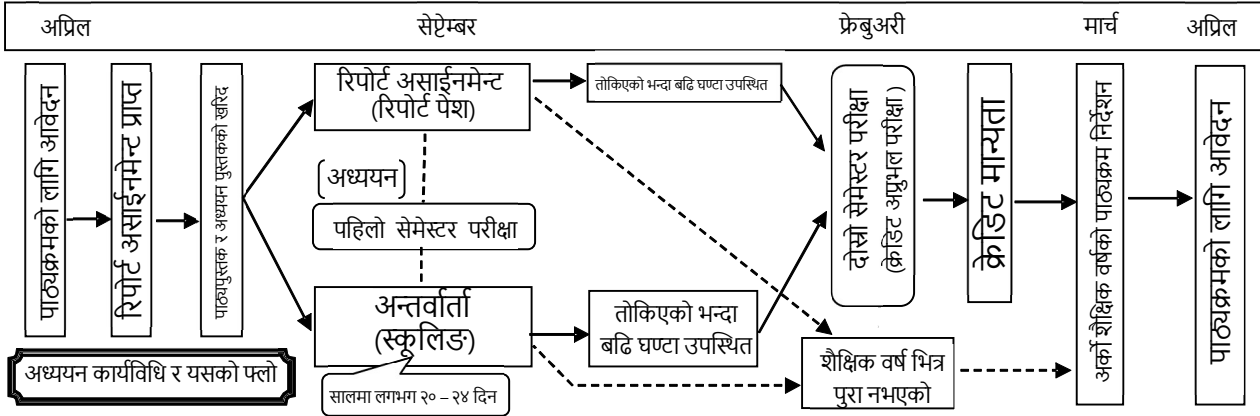 अप्रिल
सेप्टेम्बर
फ्रेबुअरी
मार्च
अप्रिल
पाठ्यक्रमको लागि आवेदन
रिपोर्ट असाईनमेन्ट प्राप्त
पाठ्यपुस्तक र अध्ययन पुस्तकको खरिद
रिपोर्ट असाईनमेन्ट
(रिपोर्ट पेश)
तोकिएको भन्दा बढि घण्टा उपस्थित
(अध्ययन)
पहिलो सेमेस्टर परीक्षा
अन्तर्वार्ता
(स्कूलिङ)
तोकिएको भन्दा
बढि घण्टा उपस्थित
सालमा लगभग २० – २४ दिन
दोस्रो सेमेस्टर परीक्षा
(क्रेडिट अप्रुभल परीक्षा )
क्रेडिट मान्यता
शैक्षिक वर्ष भित्र
पुरा नभएको
अर्को शैक्षिक वर्षको पाठ्यक्रम निर्देशन
पाठ्यक्रमको लागि आवेदन
अध्ययन कार्यविधि र यसको फ्लो